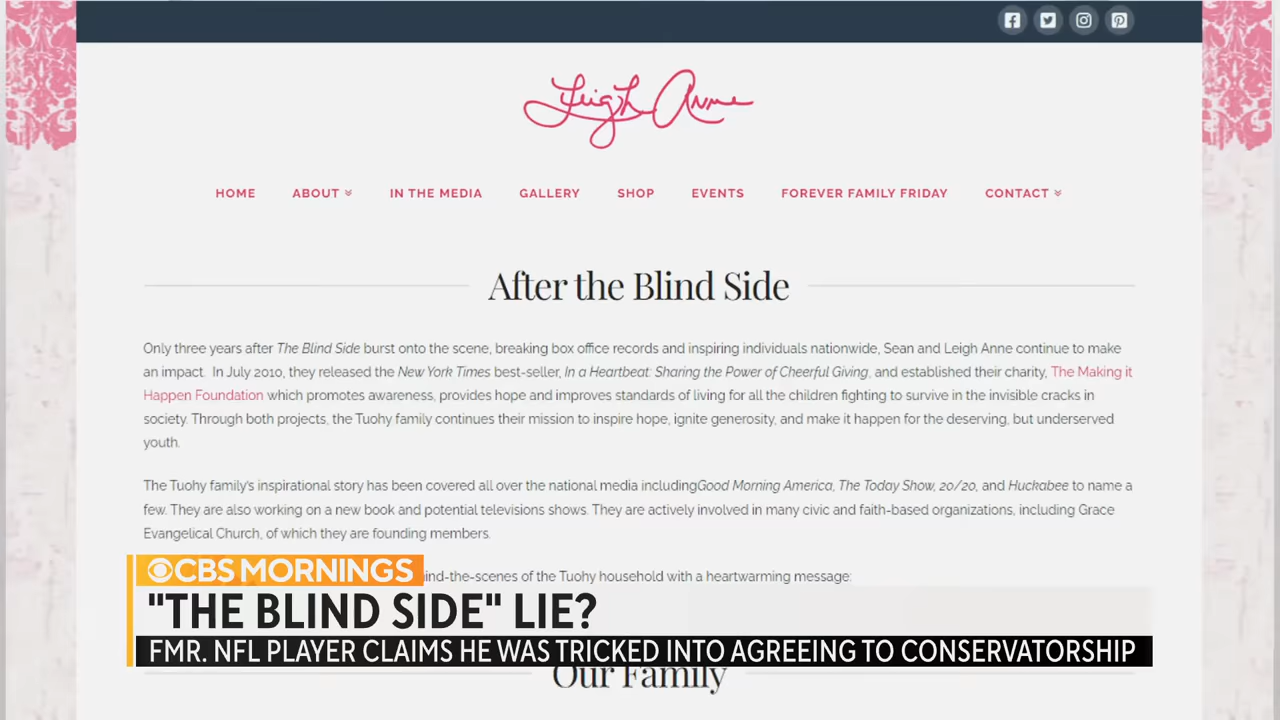 Leigh Anne
HOME ABOUT IN THE MEDIA GALLERY SHOP EVENTS FOREVER FAMILY FRIDAY CONTACT
After the Blind Side
Only three years after The Blind Side burst onto the scene, breaking box office records and inspiring individuals nationwide, Sean and Leigh Anne continue to make
an impact. In July 2010, they released the New York Times best-seller, In a Heartbeat: Sharing the Power of Cheerful Giving, and established their charity, The Making it
Happen Foundation which promotes awareness, provides hope and improves standards of living for all the children fighting to survive in the invisible cracks in
society. Through both projects, the Tuohy family continues their mission to inspire hope, ignite generosity, and make it happen for the deserving, but underserved
youth.
The Tuohy family's inspirational story has been covered all over the national media includingGood Morning America, The Today Show, 20/20, and Huckabee to name a
few. They are also working on a new book and potential televisions shows. They are actively involved in many civic and faith-based organizations, including Grace
Evangelical Church, of which they are founding members.
ind-the-scenes of the Tuohy household with a heartwarming message:
CBS MORNINGS
"THE BLIND SIDE" LIE?
FMR. NFL PLAYER CLAIMS HE WAS TRICKED INTO AGREEING TO CONSERVATORSHIP
Our Family